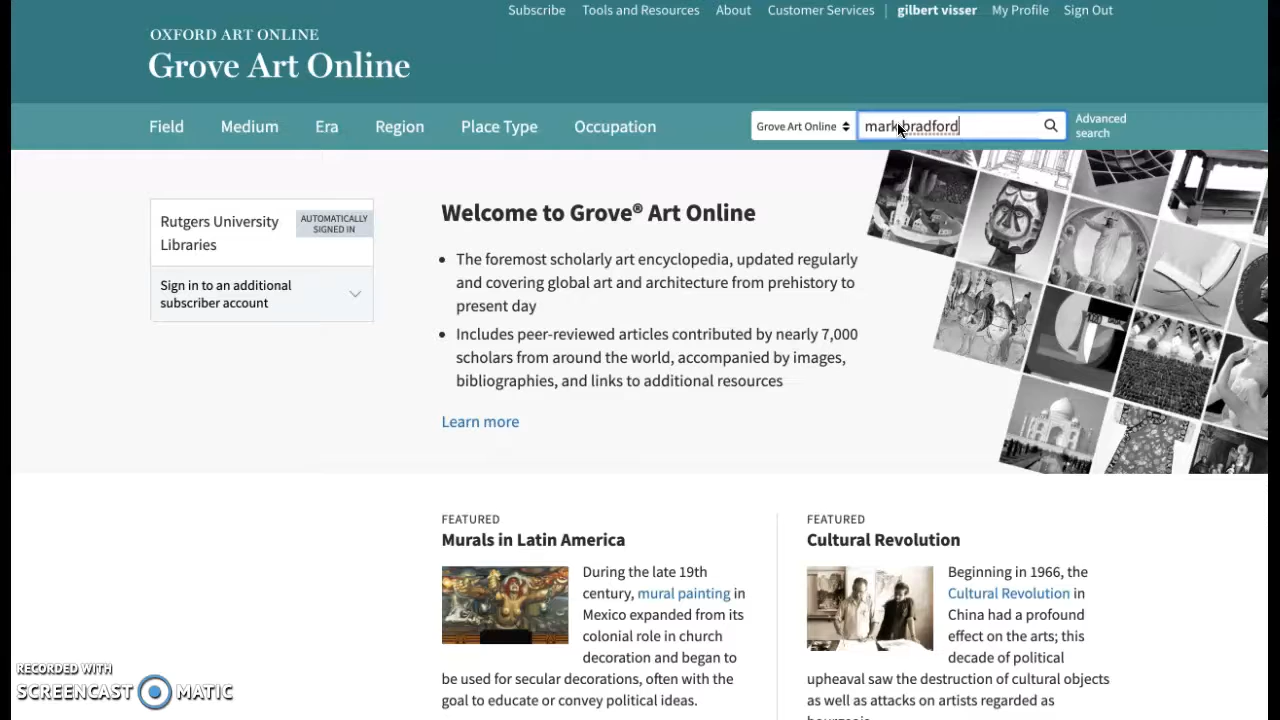 Subscribe Tools and Resources About Customer Services | gilbert visser My Profile Sign Out
OXFORD ART ONLINE
Grove Art Online
Field Medium Era Region Place Type Occupation
Grove Art Online
mark bradford
Advanced
search
Rutgers University
Libraries
AUTOMATICALLY
SIGNED IN
Sign in to an additional
subscriber account
Welcome to Grove® Art Online
• The foremost scholarly art encyclopedia, updated regularly
and covering global art and architecture from prehistory to
present day
• Includes peer-reviewed articles contributed by nearly 7,000
scholars from around the world, accompanied by images,
bibliographies, and links to additional resources
Learn more
FEATURED
Murals in Latin America
During the late 19th
century, mural painting in
Mexico expanded from its
colonial role in church
decoration and began to
be used for secular decorations, often with the
goal to educate or convey political ideas.
FEATURED
Cultural Revolution
Beginning in 1966, the
Cultural Revolution in
China had a profound
effect on the arts; this
decade of political
upheaval saw the destruction of cultural objects
as well as attacks on artists regarded as
RECORDED WITH
SCREENCAST MATIC